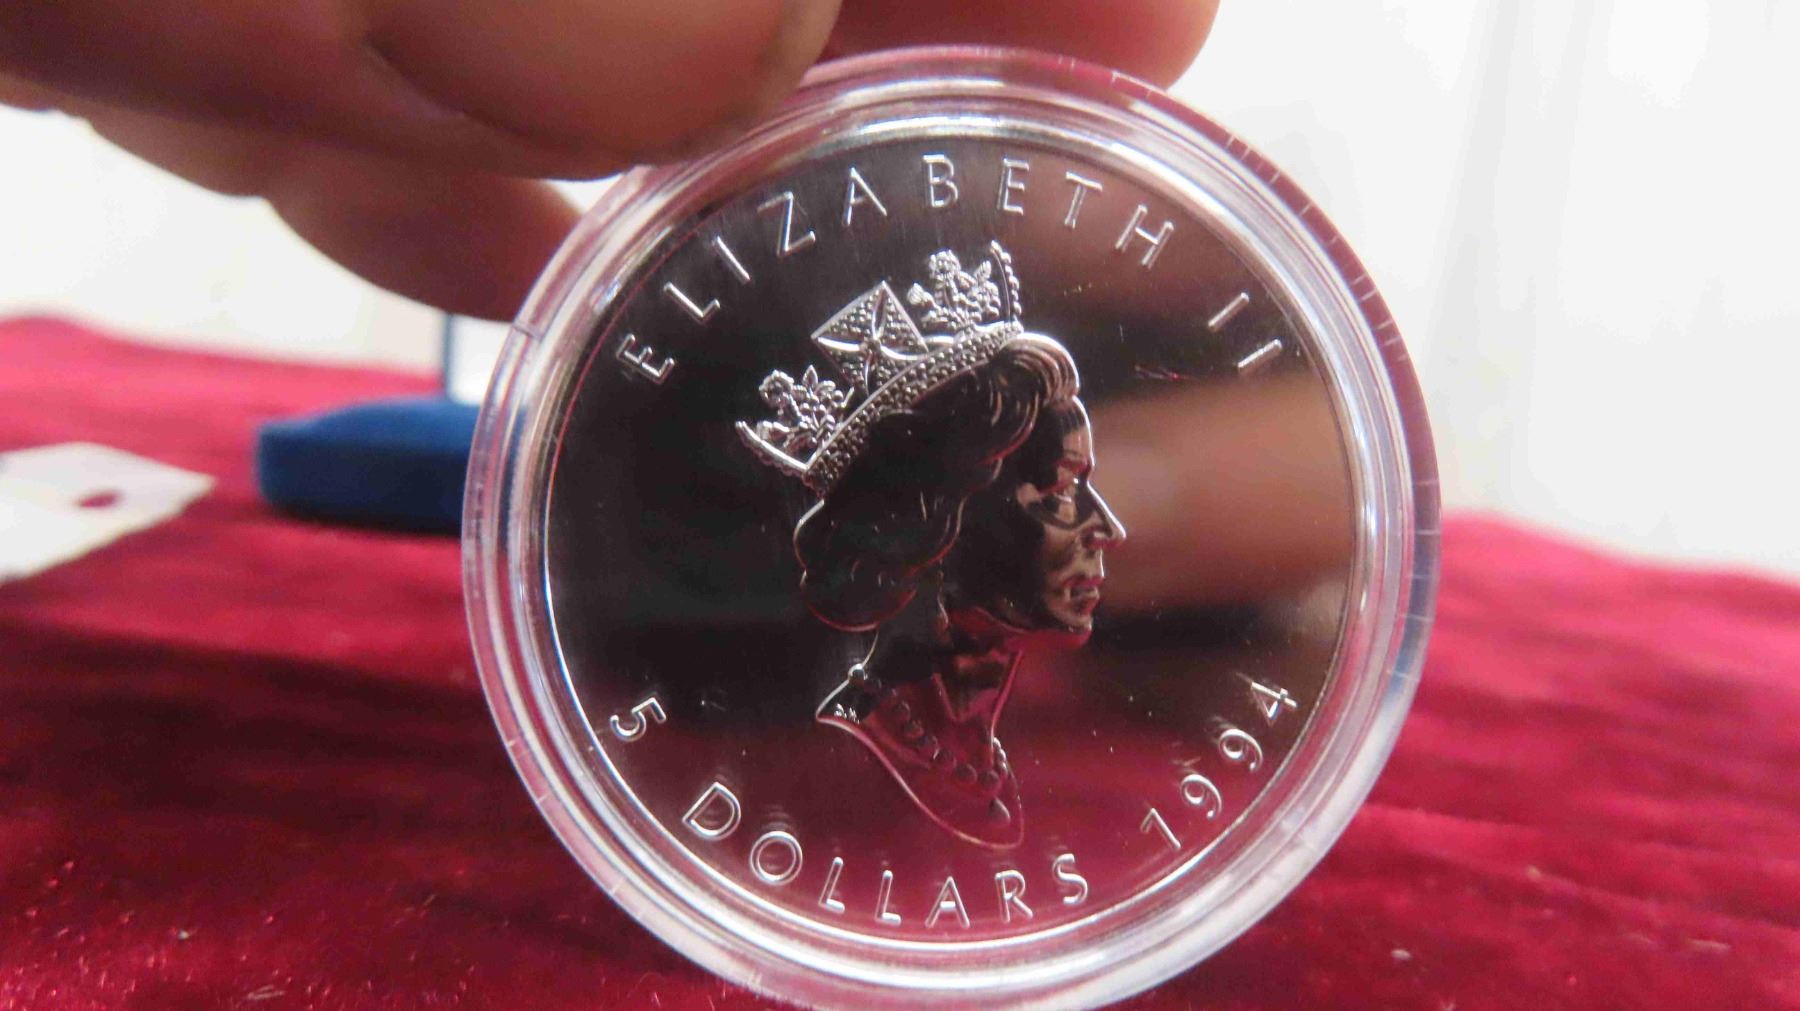 ELIZABETH II
5 DOLLARS 1994